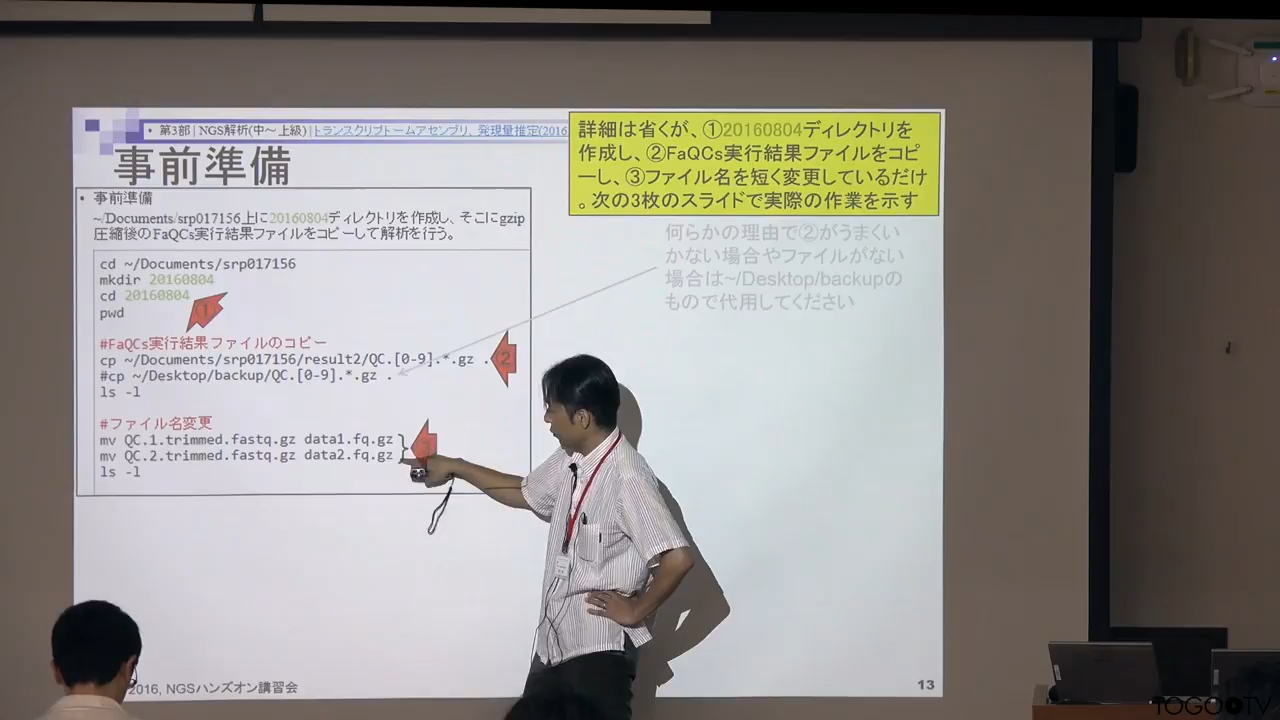 • 第3部 | NGS解析(中～上級) | トランスクリプトームアセンブリ、発現量推定(2016
事前準備
詳細は省くが、①20160804ディレクトリを
作成し、②FaQCs実行結果ファイルをコピ
ーし、③ファイル名を短く変更しているだけ
。次の3枚のスライドで実際の作業を示す
• 事前準備
~/Documents/srp017156上に20160804ディレクトリを作成し、そこにgzip
圧縮後のFaQCs実行結果ファイルをコピーして解析を行う。
何らかの理由で②がうまくい
かない場合やファイルがない
場合は~/Desktop/backupの
もので代用してください
cd ~/Documents/srp017156
mkdir 20160804
cd 20160804
pwd
①
#FaQCs実行結果ファイルのコピー
cp ~/Documents/srp017156/result2/QC.[0-9].*.gz .
②
#cp ~/Desktop/backup/QC.[0-9].*.gz .
ls -l
#ファイル名変更
mv QC.1.trimmed.fastq.gz data1.fq.gz
mv QC.2.trimmed.fastq.gz data2.fq.gz
ls -l
2016, NGSハンズオン講習会
13
TOGOTV